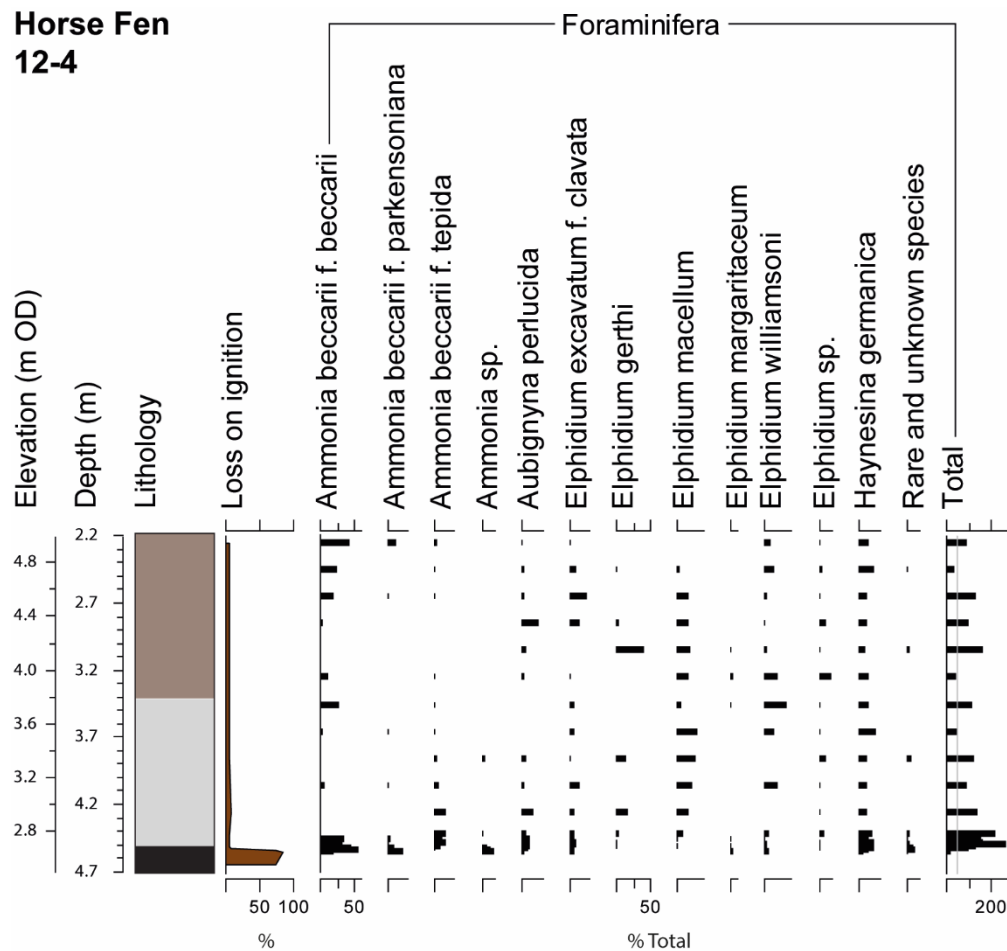 Horse Fen
12-4
Foraminifera
Elevation (m OD)
Depth (m)
Lithology
Loss on ignition
Ammonia beccarii f. beccarii
Ammonia beccarii f. parkensoniana
Ammonia beccarii f. tepida
Ammonia sp.
Aubignyna perlucida
Elphidium excavatum f. clavata
Elphidium gerthi
Elphidium macellum
Elphidium margaritaceum
Elphidium williamsoni
Elphidium sp.
Haynesina germanica
Rare and unknown species
Total
4.8
4.4
4.0
3.6
3.2
2.8
2.2
2.7
3.2
3.7
4.2
4.7
50 100
50
50
200
%
% Total